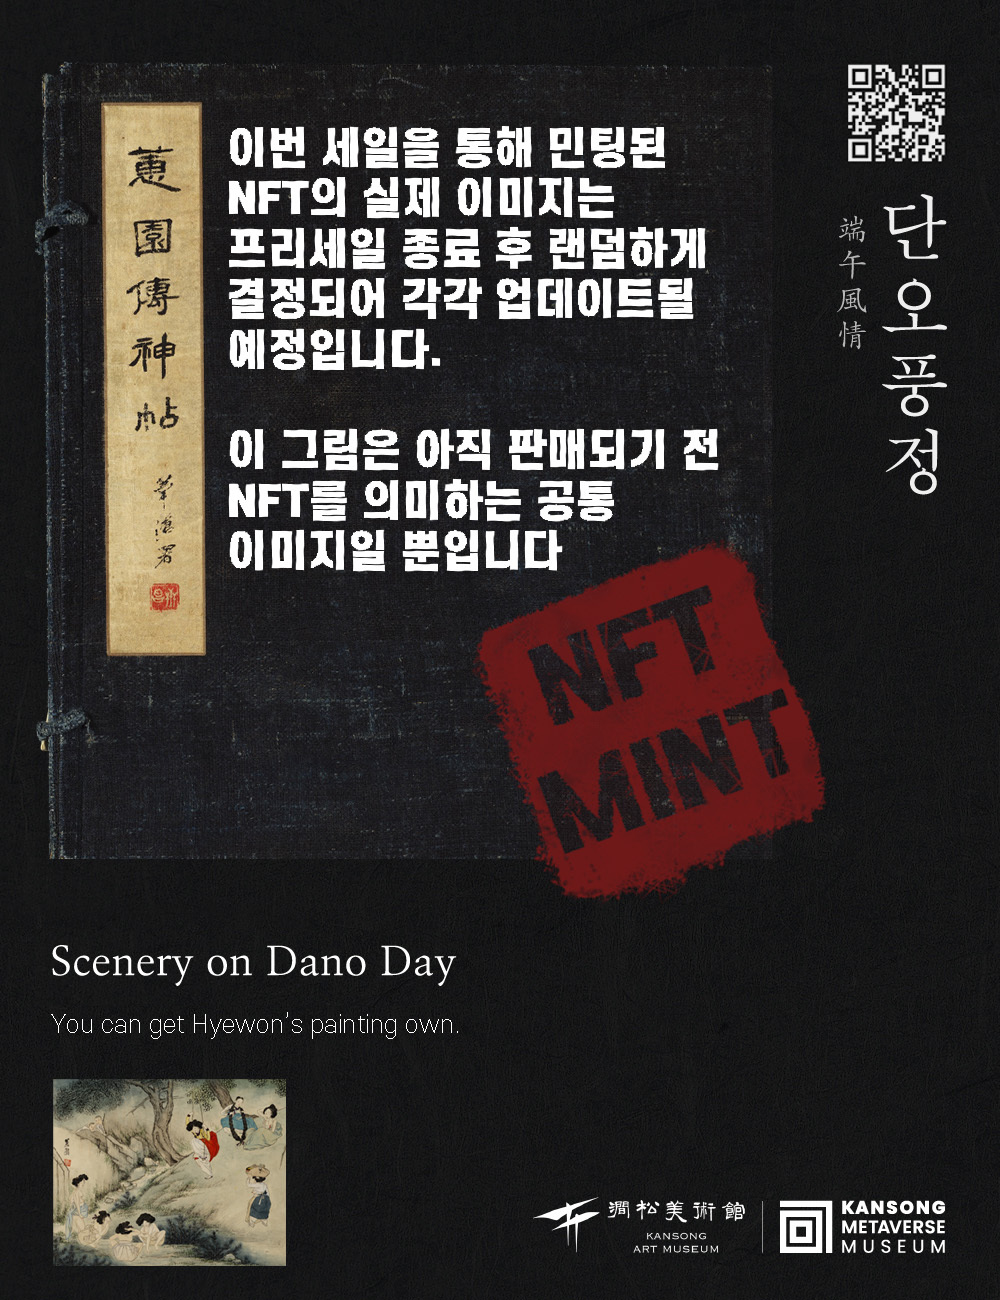 蕙園傳神帖
이번 세일을 통해 민팅된
NFT의 실제 이미지는
프리세일 종료 후 랜덤하게
결정되어 각각 업데이트될
예정입니다.
이 그림은 아직 판매되기 전
NFT를 의미하는 공통
이미지일 뿐입니다
단오풍정
端午風情
NFT
MINT
Scenery on Dano Day
You can get Hyewon's painting own.
澗松美術館
KANSONG
ART MUSEUM
KANSONG
METAVERSE
MUSEUM